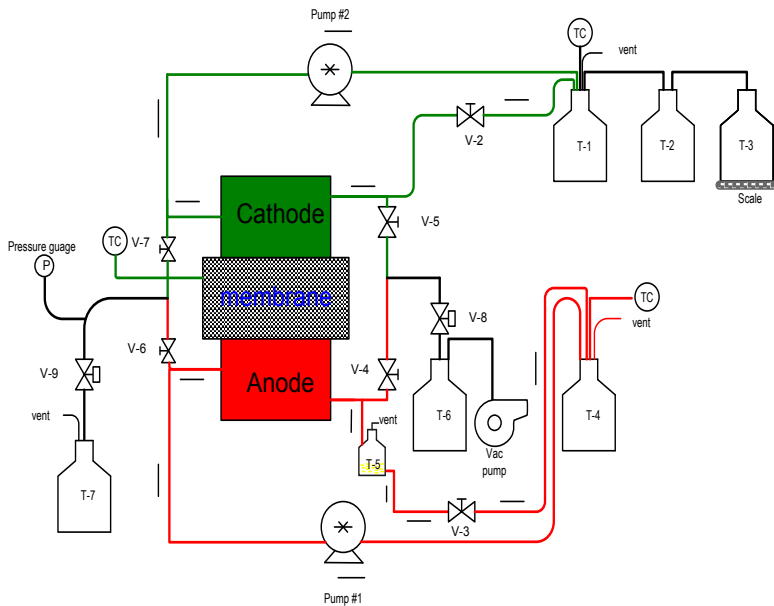 Pump #2
TC
vent
V-2
T-1
T-2
T-3
Scale
Cathode
V-5
V-7
TC
Pressure guage
P
membrane
TC
V-8
vent
V-6
V-4
V-9
Anode
T-6
T-4
vent
vent
Vac
pump
T-5
T-7
V-3
Pump #1